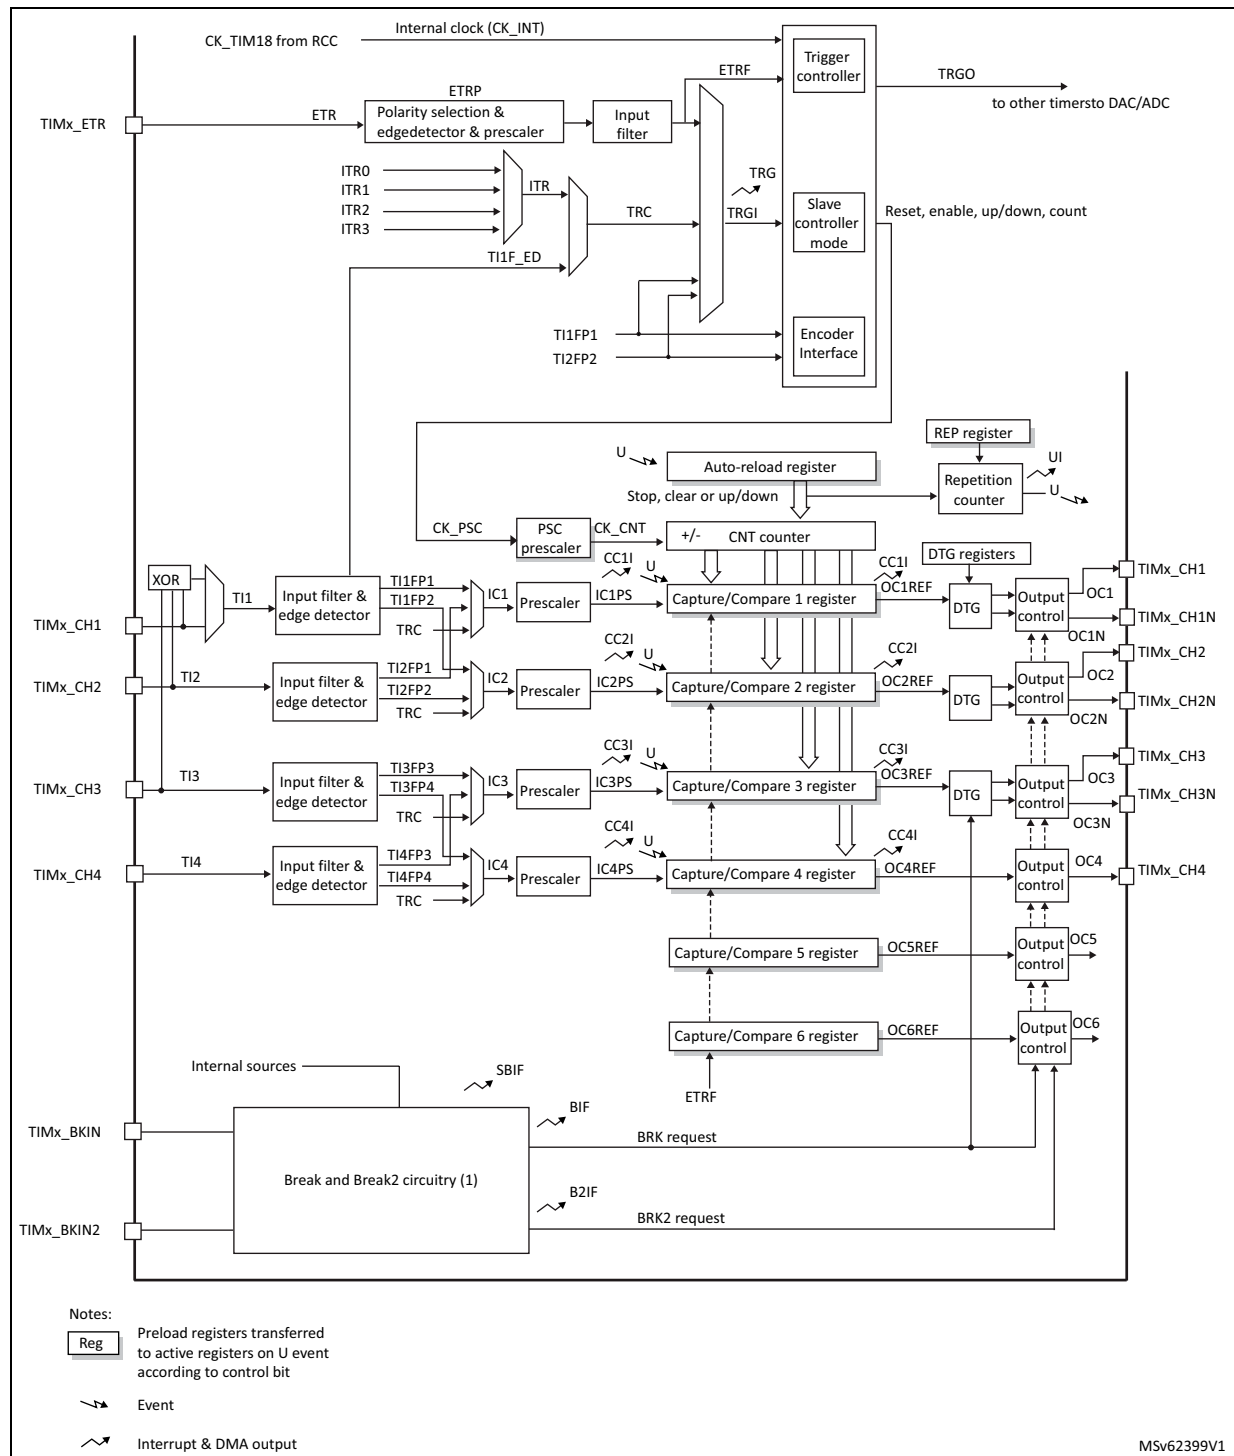 Internal clock (CK_INT)
CK_TIM18 from RCC
Trigger
controller
ETRF
TRGO
to other timersto DAC/ADC
ETRP
TIMx_ETR
ETR
Polarity selection &
edgedetector & prescaler
Input
filter
ITR0
ITR1
ITR2
ITR3
ITR
TRC
TRG
TRGI
Slave
controller
mode
Reset, enable, up/down, count
TI1F_ED
TI1FP1
TI2FP2
Encoder
Interface
REP register
U
Auto-reload register
Repetition
counter
UI
U
Stop, clear or up/down
CK_PSC
PSC
prescaler
CK_CNT
+/-
CNT counter
DTG registers
XOR
TI1
TIMx_CH1
Input filter &
edge detector
TI1FP1
TI1FP2
TRC
IC1
Prescaler
IC1PS
CC1I
U
Capture/Compare 1 register
CC1I
OC1REF
DTG
Output
control
OC1
OC1N
TIMx_CH1
TIMx_CH1N
TIMx_CH2
TI2
Input filter &
edge detector
TI2FP1
TI2FP2
TRC
IC2
Prescaler
IC2PS
CC2I
U
Capture/Compare 2 register
CC2I
OC2REF
DTG
Output
control
OC2
OC2N
TIMx_CH2
TIMx_CH2N
TIMx_CH3
TI3
Input filter &
edge detector
TI3FP3
TI3FP4
TRC
IC3
Prescaler
IC3PS
CC3I
U
Capture/Compare 3 register
CC3I
OC3REF
DTG
Output
control
OC3
OC3N
TIMx_CH3
TIMx_CH3N
TIMx_CH4
TI4
Input filter &
edge detector
TI4FP3
TI4FP4
TRC
IC4
Prescaler
IC4PS
CC4I
U
Capture/Compare 4 register
CC4I
OC4REF
Output
control
OC4
TIMx_CH4
Capture/Compare 5 register
OC5REF
Output
control
OC5
Capture/Compare 6 register
OC6REF
Output
control
OC6
ETRF
Internal sources
SBIF
TIMx_BKIN
BIF
BRK request
Break and Break2 circuitry (1)
TIMx_BKIN2
B2IF
BRK2 request
Notes:
Reg
Preload registers transferred
to active registers on U event
according to control bit
Event
Interrupt & DMA output
MSv62399V1